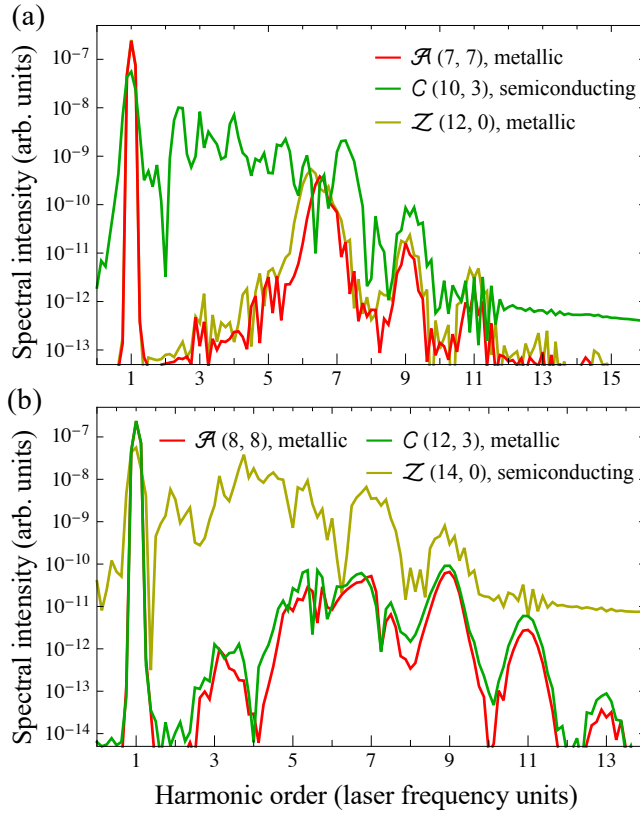 (a)
10⁻⁷
10⁻⁸
10⁻⁹
10⁻¹⁰
10⁻¹¹
10⁻¹²
10⁻¹³
Spectral intensity (arb. units)
𝒜 (7, 7), metallic
𝒞 (10, 3), semiconducting
𝒵 (12, 0), metallic
1 3 5 7 9 11 13 15
(b)
10⁻⁷
10⁻⁸
10⁻⁹
10⁻¹⁰
10⁻¹¹
10⁻¹²
10⁻¹³
10⁻¹⁴
Spectral intensity (arb. units)
𝒜 (8, 8), metallic
𝒞 (12, 3), metallic
𝒵 (14, 0), semiconducting
1 3 5 7 9 11 13
Harmonic order (laser frequency units)